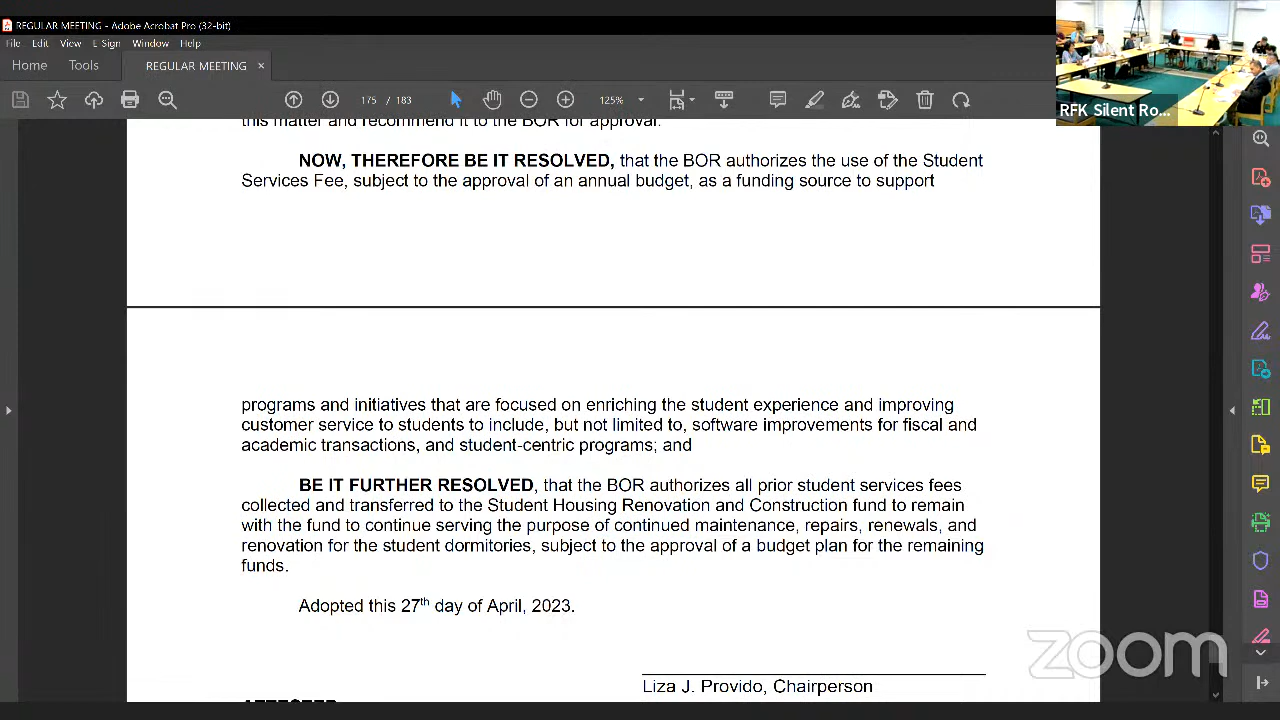 REGULAR MEETING - Adobe Acrobat Pro (32-bit)
File Edit View E-Sign Window Help
Home Tools REGULAR MEETING ×
175 / 183 125%
RFK Silent Ro...
this matter and recommend it to the BOR for approval.
NOW, THEREFORE BE IT RESOLVED, that the BOR authorizes the use of the Student
Services Fee, subject to the approval of an annual budget, as a funding source to support
programs and initiatives that are focused on enriching the student experience and improving
customer service to students to include, but not limited to, software improvements for fiscal and
academic transactions, and student-centric programs; and
BE IT FURTHER RESOLVED, that the BOR authorizes all prior student services fees
collected and transferred to the Student Housing Renovation and Construction fund to remain
with the fund to continue serving the purpose of continued maintenance, repairs, renewals, and
renovation for the student dormitories, subject to the approval of a budget plan for the remaining
funds.
Adopted this 27th day of April, 2023.
zoom
Liza J. Provido, Chairperson
ATTESTED